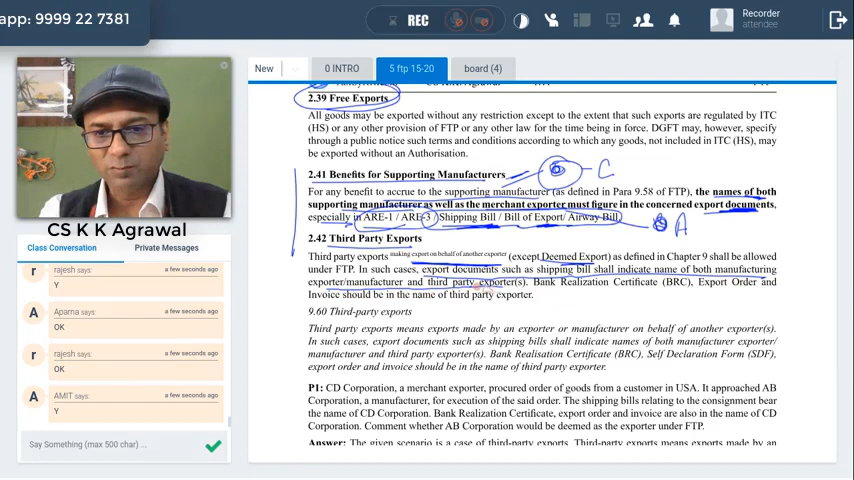 app: 9999 22 7381
REC
Recorder
attendee
New
0 INTRO
5 ftp 15-20
board (4)
2.39 Free Exports
All goods may be exported without any restriction except to the extent that such exports are regulated by ITC
(HS) or any other provision of FTP or any other law for the time being in force. DGFT may, however, specify
through a public notice such terms and conditions according to which any goods, not included in ITC (HS), may
be exported without an Authorisation.
2.41 Benefits for Supporting Manufacturers
C
For any benefit to accrue to the supporting manufacturer (as defined in Para 9.58 of FTP), the names of both
supporting manufacturer as well as the merchant exporter must figure in the concerned export documents,
especially in ARE-1 / ARE-3 / Shipping Bill / Bill of Export/ Airway Bill.
A
2.42 Third Party Exports
Third party exports making export on behalf of another exporter (except Deemed Export) as defined in Chapter 9 shall be allowed
under FTP. In such cases, export documents such as shipping bill shall indicate name of both manufacturing
exporter/manufacturer and third party exporter(s). Bank Realization Certificate (BRC), Export Order and
Invoice should be in the name of third party exporter.
9.60 Third-party exports
Third party exports means exports made by an exporter or manufacturer on behalf of another exporter(s).
In such cases, export documents such as shipping bills shall indicate names of both manufacturer exporter/
manufacturer and third party exporter(s). Bank Realisation Certificate (BRC), Self Declaration Form (SDF),
export order and invoice should be in the name of third party exporter.
P1: CD Corporation, a merchant exporter, procured order of goods from a customer in USA. It approached AB
Corporation, a manufacturer, for execution of the said order. The shipping bills relating to the consignment bear
the name of CD Corporation. Bank Realization Certificate, export order and invoice are also in the name of CD
Corporation. Comment whether AB Corporation would be deemed as the exporter under FTP.
Answer: The given scenario is a case of third-party exports. Third-party exports means exports made by an
CS K K Agrawal
Class Conversation
Private Messages
r
rajesh says:
a few seconds ago
Y
A
Aparna says:
a few seconds ago
OK
r
rajesh says:
a few seconds ago
OK
A
AMIT says:
a few seconds ago
Y
Say Something (max 500 char) ...